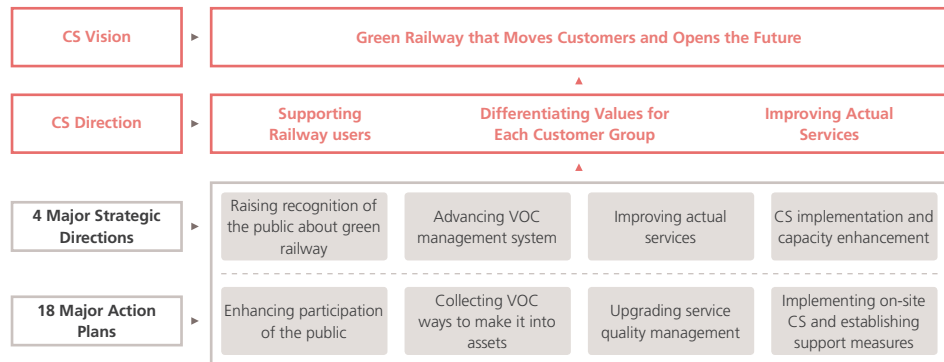 CS Vision
Green Railway that Moves Customers and Opens the Future
CS Direction
Supporting
Railway users
Differentiating Values for
Each Customer Group
Improving Actual
Services
4 Major Strategic
Directions
Raising recognition of
the public about green
railway
Advancing VOC
management system
Improving actual
services
CS implementation and
capacity enhancement
18 Major Action
Plans
Enhancing participation
of the public
Collecting VOC
ways to make it into
assets
Upgrading service
quality management
Implementing on-site
CS and establishing
support measures